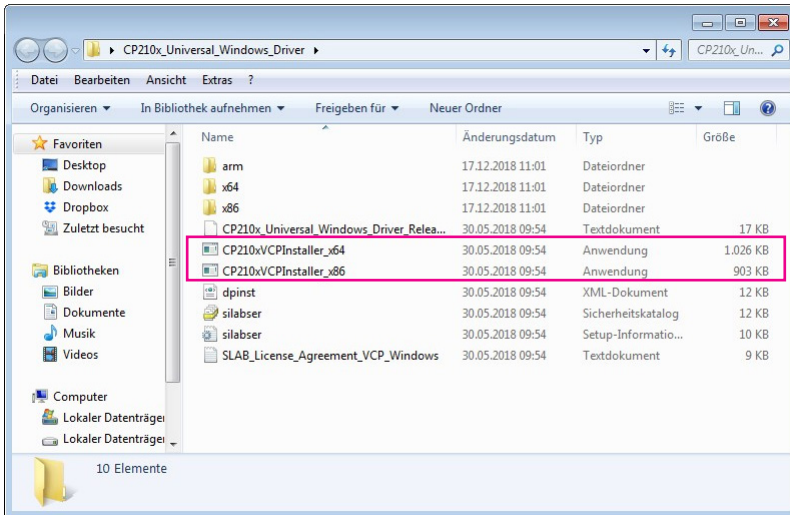 CP210x_Universal_Windows_Driver
CP210x_Un...
Datei Bearbeiten Ansicht Extras ?
Organisieren In Bibliothek aufnehmen Freigeben für Neuer Ordner
Name Änderungsdatum Typ Größe
Favoriten
Desktop
Downloads
Dropbox
Zuletzt besucht
Bibliotheken
Bilder
Dokumente
Musik
Videos
Computer
Lokaler Datenträger
Lokaler Datenträger
arm 17.12.2018 11:01 Dateiordner
x64 17.12.2018 11:01 Dateiordner
x86 17.12.2018 11:01 Dateiordner
CP210x_Universal_Windows_Driver_Relea... 30.05.2018 09:54 Textdokument 17 KB
CP210xVCPInstaller_x64 30.05.2018 09:54 Anwendung 1.026 KB
CP210xVCPInstaller_x86 30.05.2018 09:54 Anwendung 903 KB
dpinst 30.05.2018 09:54 XML-Dokument 12 KB
silabser 30.05.2018 09:54 Sicherheitskatalog 12 KB
silabser 30.05.2018 09:54 Setup-Informatio... 10 KB
SLAB_License_Agreement_VCP_Windows 30.05.2018 09:54 Textdokument 9 KB
10 Elemente